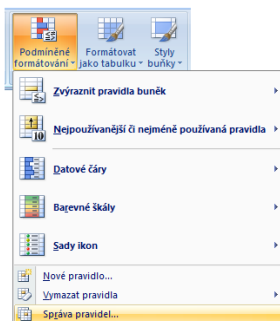 Podmíněné formátování
Formátovat jako tabulku
Styly buňky
Zvýraznit pravidla buněk
Nejpoužívanější či nejméně používaná pravidla
Datové čáry
Barevné škály
Sady ikon
Nové pravidlo...
Vymazat pravidla
Správa pravidel...